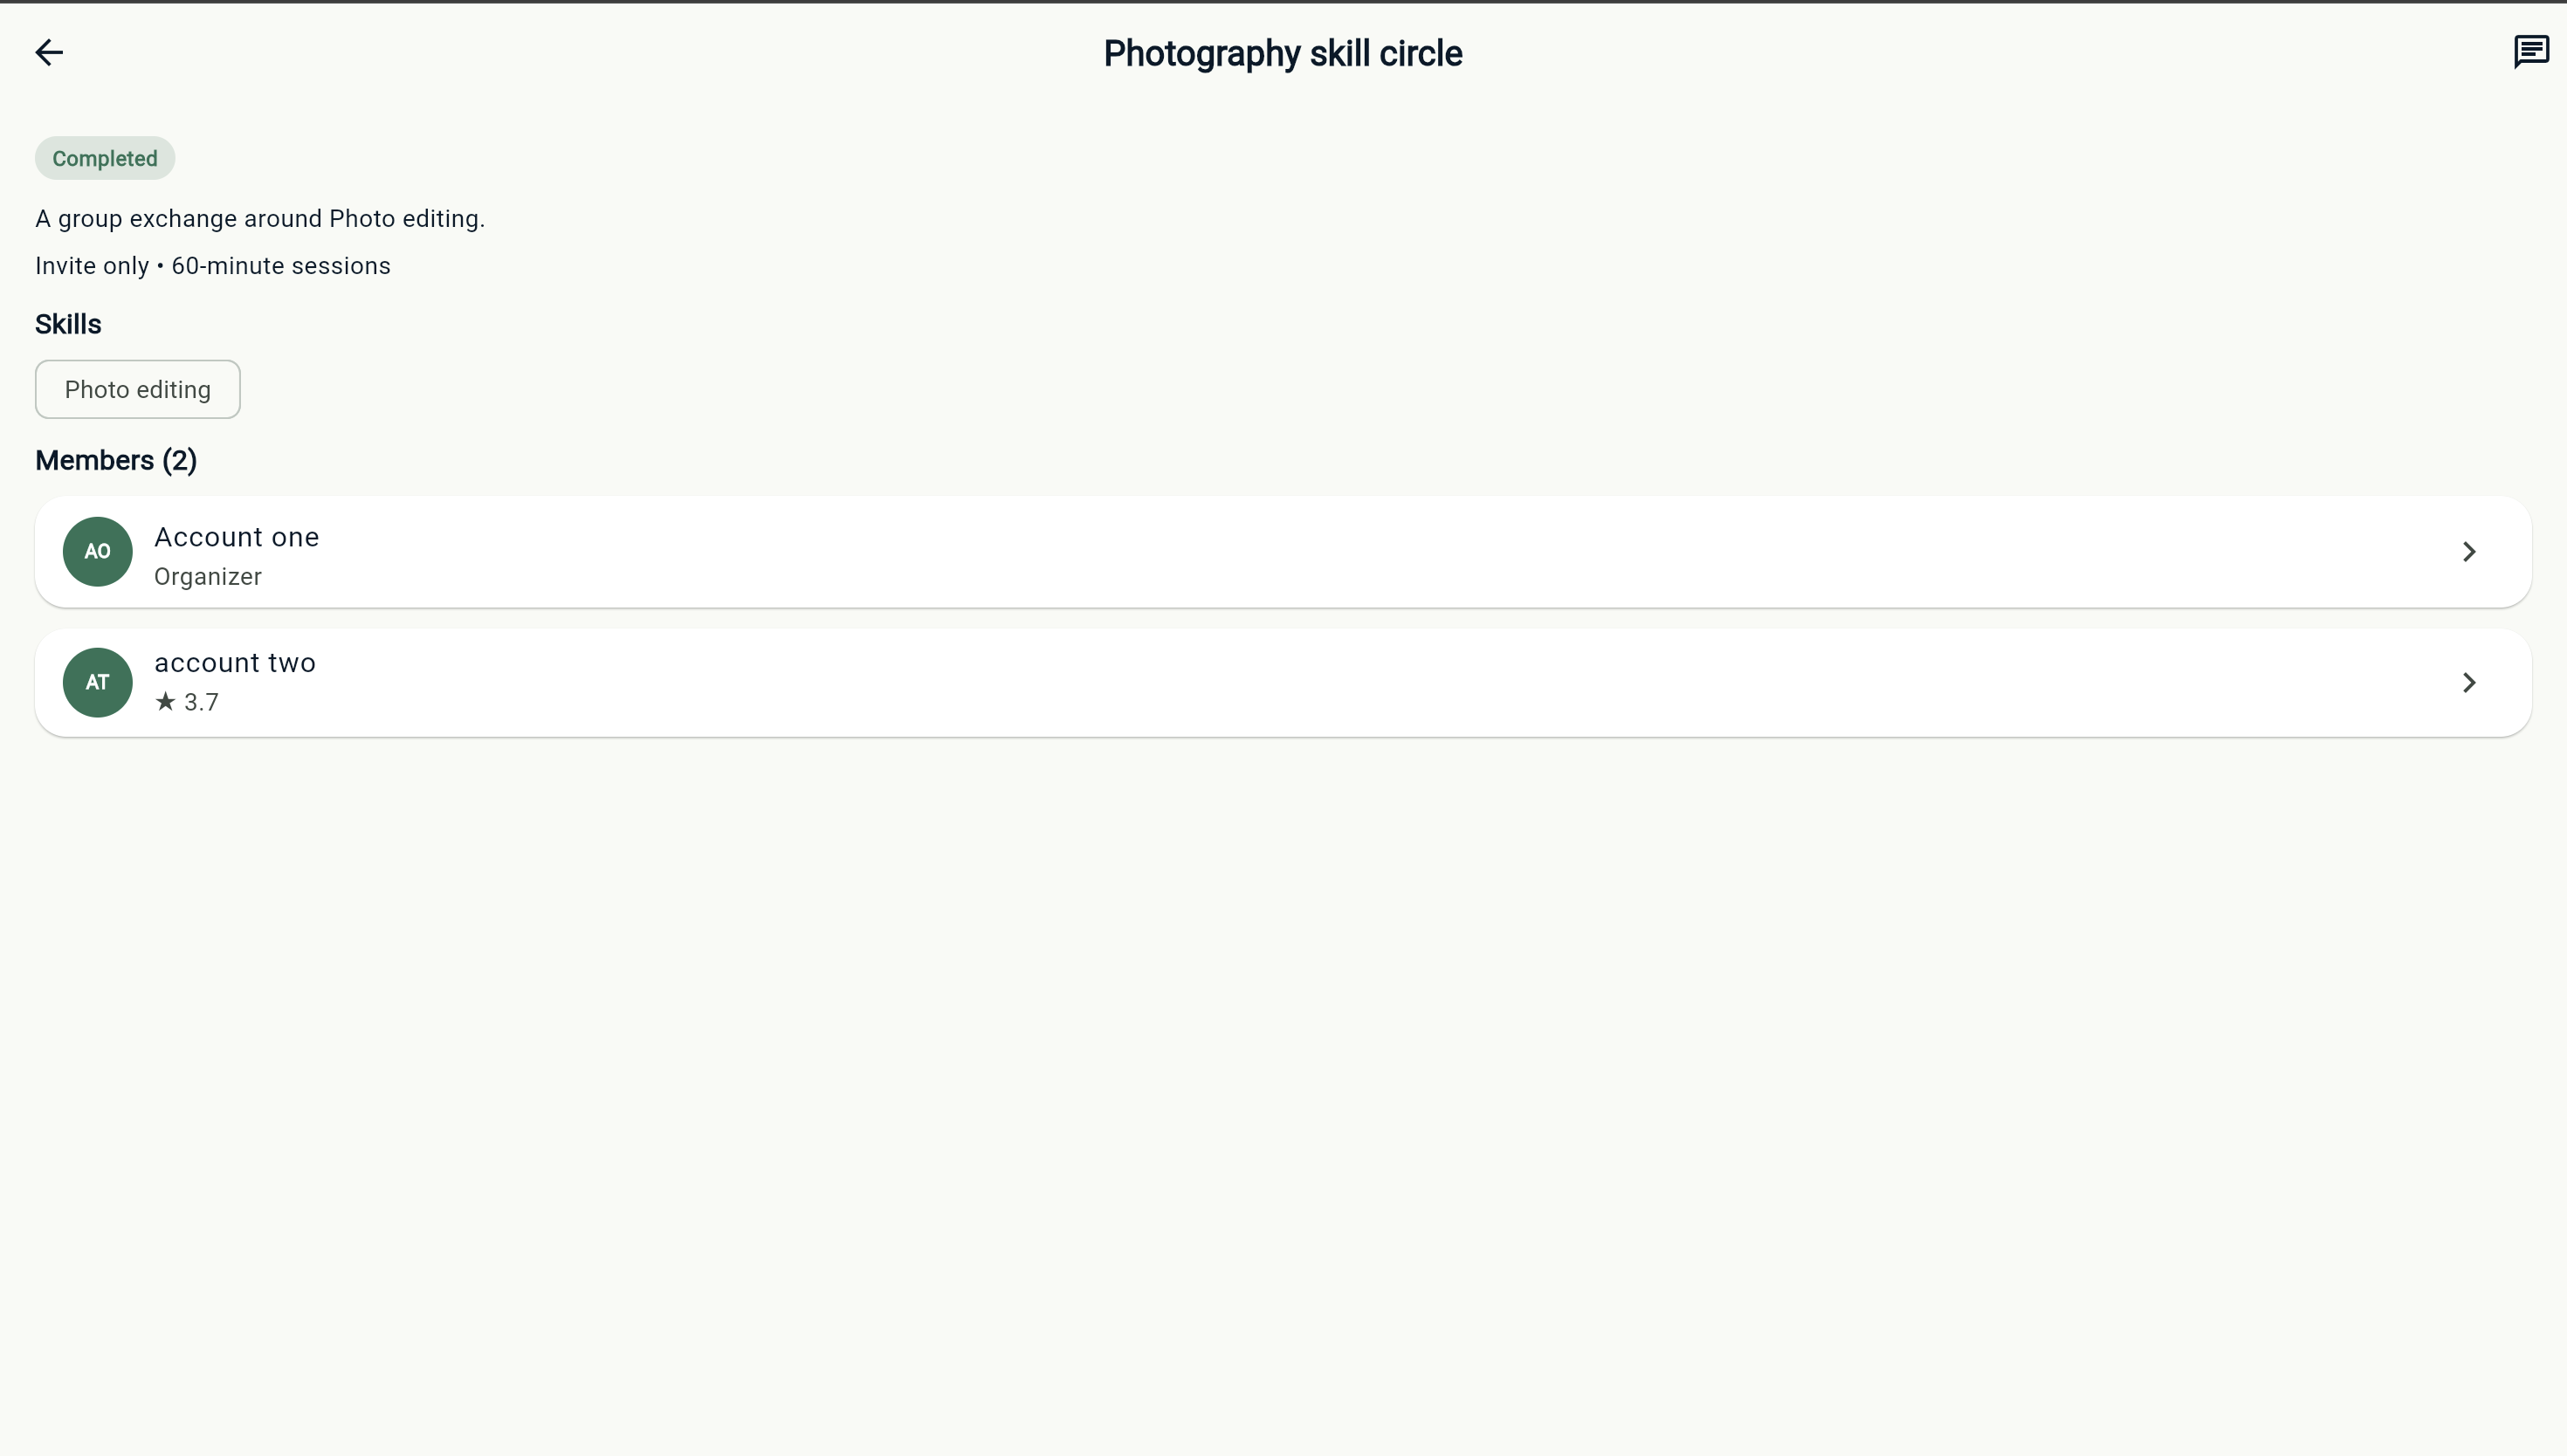 Photography skill circle
Completed
A group exchange around Photo editing.
Invite only • 60-minute sessions
Skills
Photo editing
Members (2)
AO
Account one
Organizer
AT
account two
★ 3.7